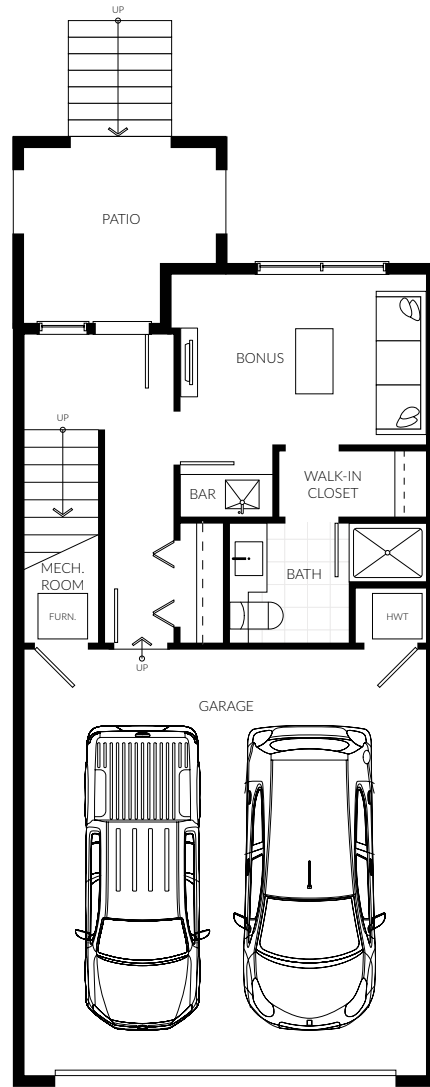 UP
PATIO
BONUS
UP
BAR
WALK-IN
CLOSET
MECH.
ROOM
BATH
FURN.
HWT
UP
GARAGE